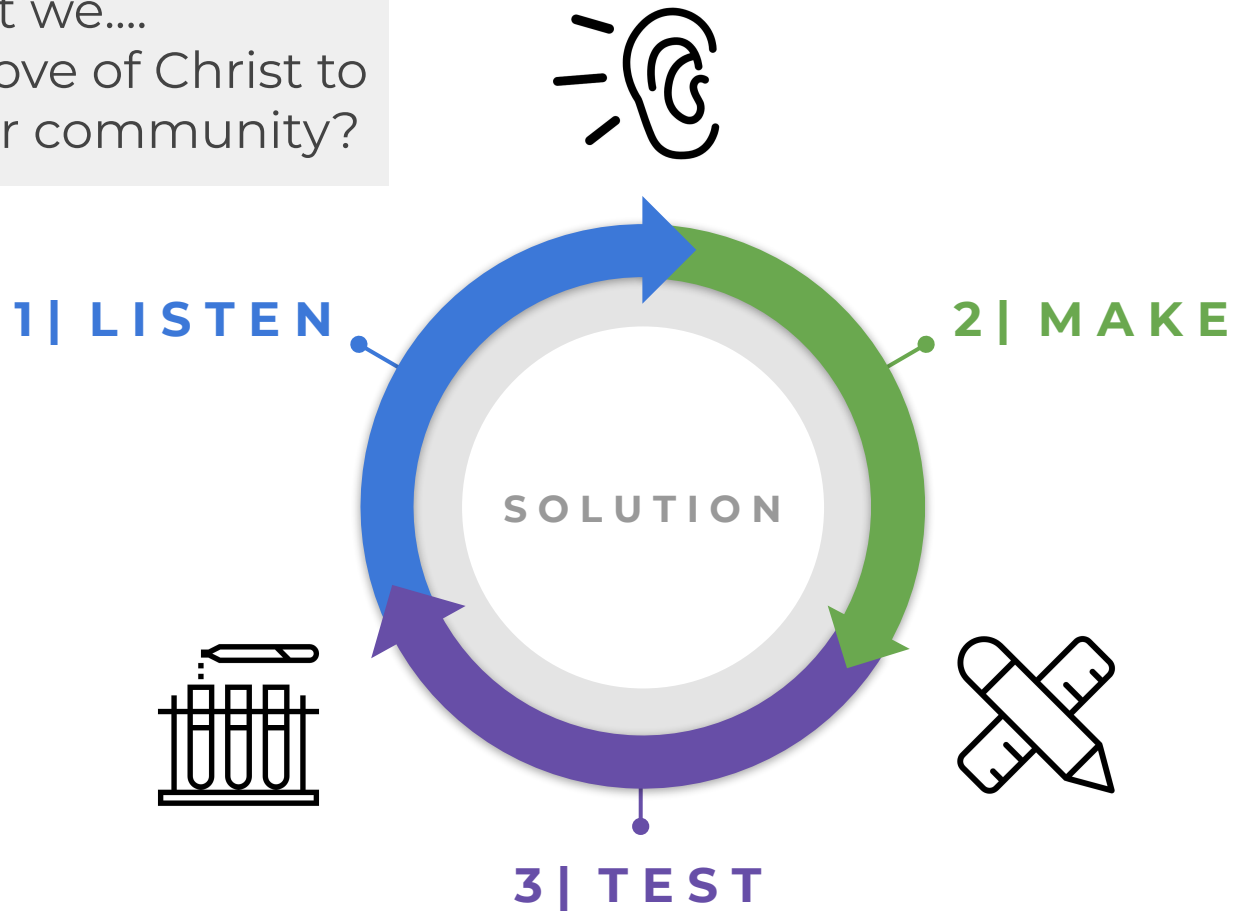 t we....
ove of Christ to
r community?
1| LISTEN
2| MAKE
SOLUTION
3| TEST